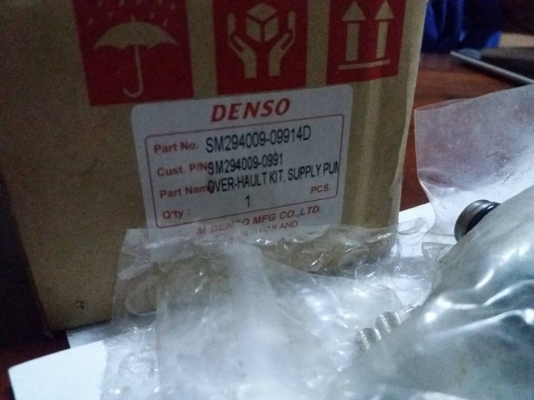 DENSO
Part No. SM294009-09914D
Cust. P/N SM294009-0991
Part Name OVER-HAULT KIT, SUPPLY PUM
Q'ty : 1 PCS.
M DENSO MFG CO., LTD.